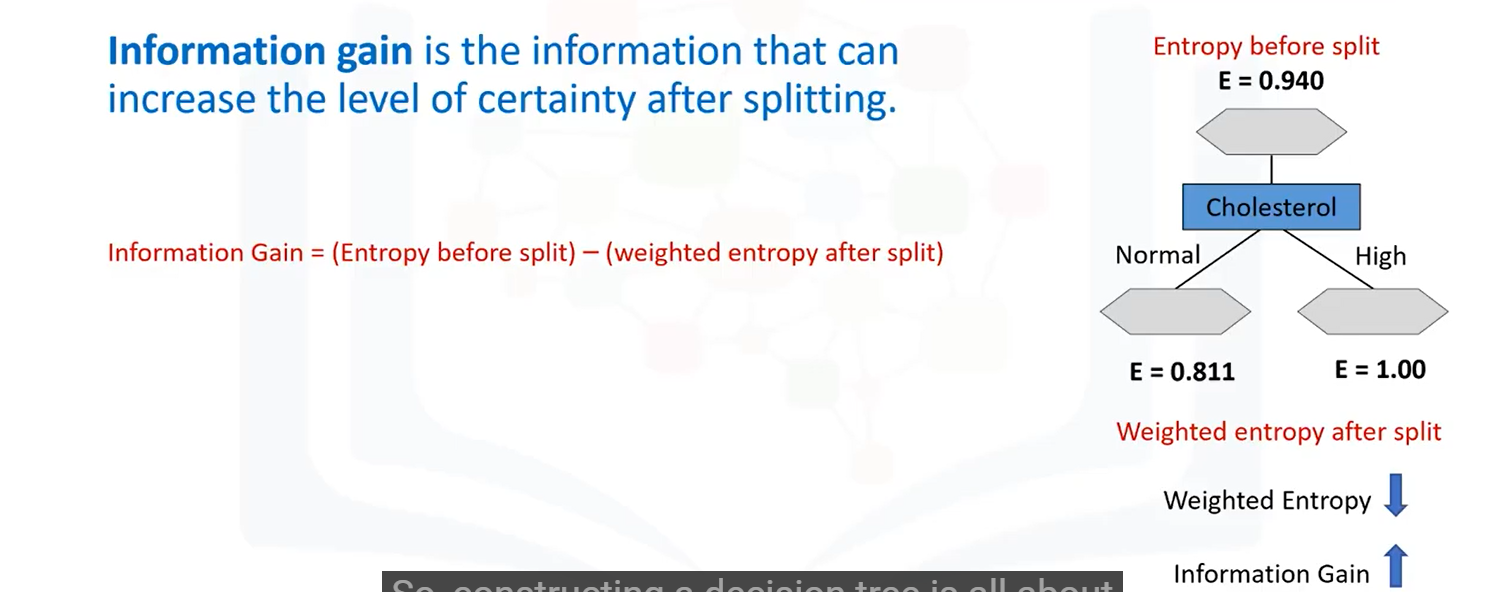 Information gain is the information that can
increase the level of certainty after splitting.
Information Gain = (Entropy before split) – (weighted entropy after split)
Entropy before split
E = 0.940
Cholesterol
Normal
High
E = 0.811
E = 1.00
Weighted entropy after split
Weighted Entropy
Information Gain
So, constructing a decision tree is all about